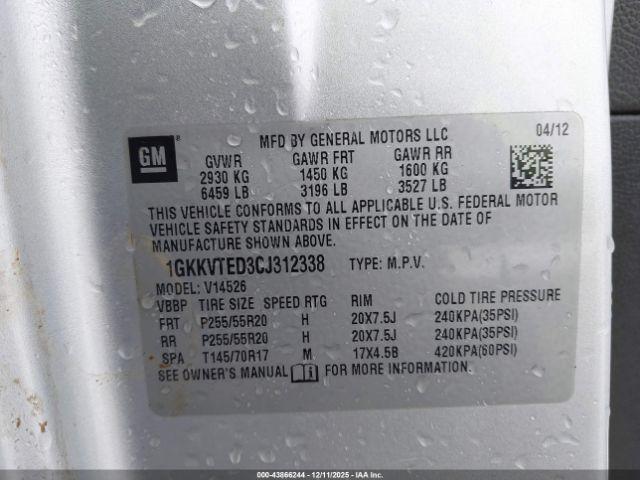 GM ®
MFD BY GENERAL MOTORS LLC 04/12
GVWR GAWR FRT GAWR RR
2930 KG 1450 KG 1600 KG
6459 LB 3196 LB 3527 LB
THIS VEHICLE CONFORMS TO ALL APPLICABLE U.S. FEDERAL MOTOR
VEHICLE SAFETY STANDARDS IN EFFECT ON THE DATE OF
MANUFACTURE SHOWN ABOVE.
1GKKVTED3CJ312338 TYPE: M.P.V.
MODEL: V14526
VBBP TIRE SIZE SPEED RTG RIM COLD TIRE PRESSURE
FRT P255/55R20 H 20X7.5J 240KPA(35PSI)
RR P255/55R20 H 20X7.5J 240KPA(35PSI)
SPA T145/70R17 M 17X4.5B 420KPA(60PSI)
SEE OWNER'S MANUAL FOR MORE INFORMATION.
000-43866244 - 12/11/2025 - IAAI.CA